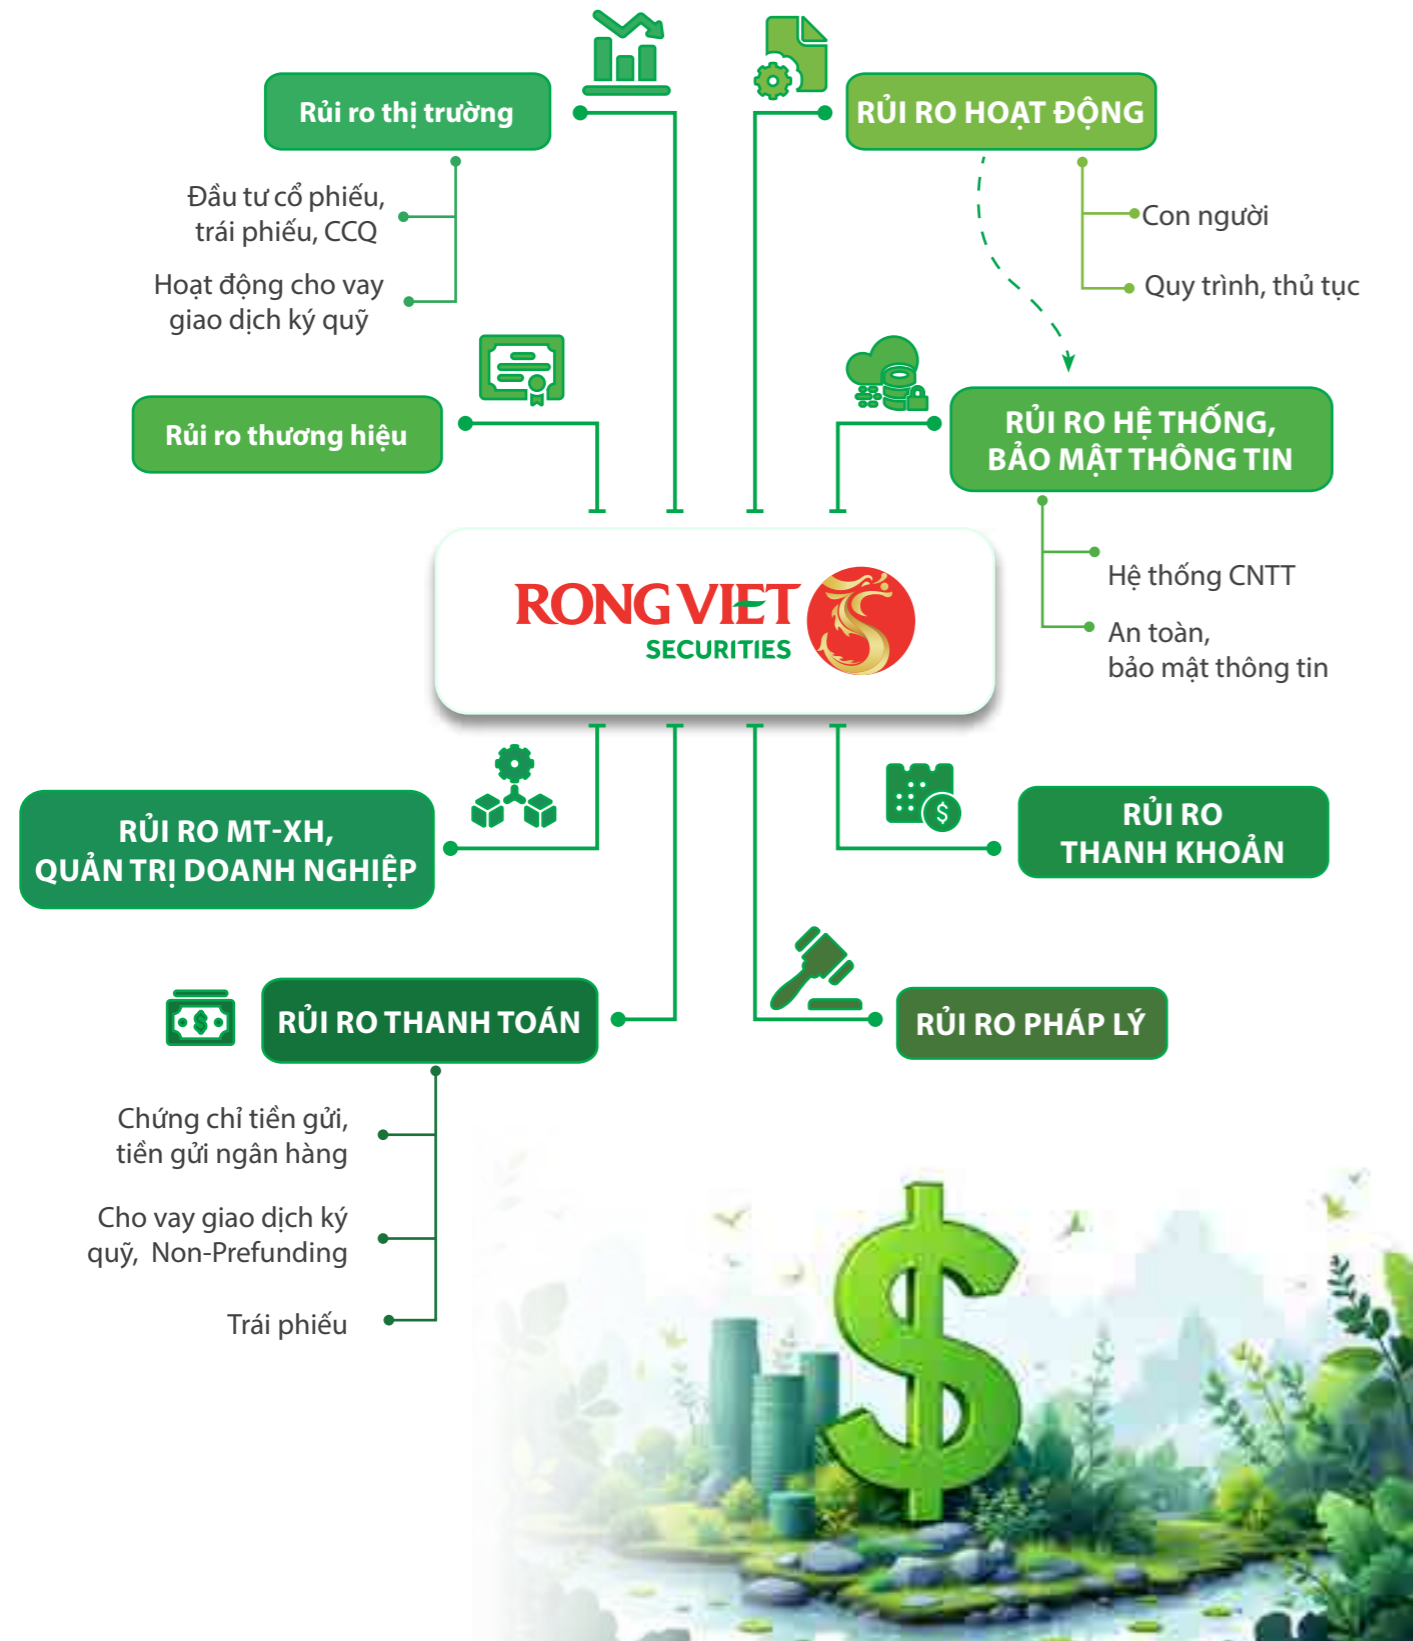 Rủi ro thị trường
Đầu tư cổ phiếu,
trái phiếu, CCQ
Hoạt động cho vay
giao dịch ký quỹ
RỦI RO HOẠT ĐỘNG
Con người
Quy trình, thủ tục
Rủi ro thương hiệu
RỦI RO HỆ THỐNG,
BẢO MẬT THÔNG TIN
Hệ thống CNTT
An toàn,
bảo mật thông tin
RONG VIET
SECURITIES
RỦI RO MT-XH,
QUẢN TRỊ DOANH NGHIỆP
RỦI RO
THANH KHOẢN
RỦI RO THANH TOÁN
Chứng chỉ tiền gửi,
tiền gửi ngân hàng
Cho vay giao dịch ký
quỹ, Non-Prefunding
Trái phiếu
RỦI RO PHÁP LÝ